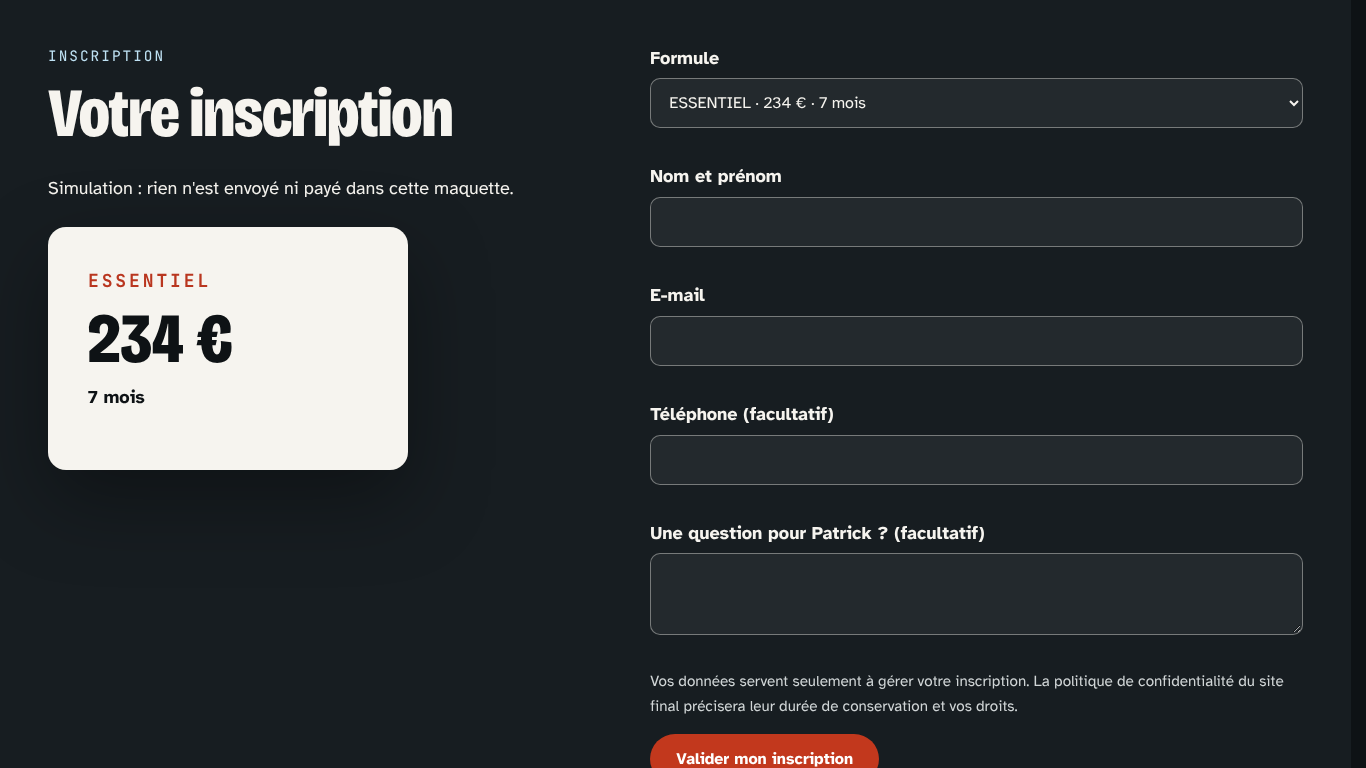 INSCRIPTION
Votre inscription
Simulation : rien n'est envoyé ni payé dans cette maquette.
ESSENTIEL
234 €
7 mois
Formule
ESSENTIEL · 234 € · 7 mois
Nom et prénom
E-mail
Téléphone (facultatif)
Une question pour Patrick ? (facultatif)
Vos données servent seulement à gérer votre inscription. La politique de confidentialité du site
final précisera leur durée de conservation et vos droits.
Valider mon inscription